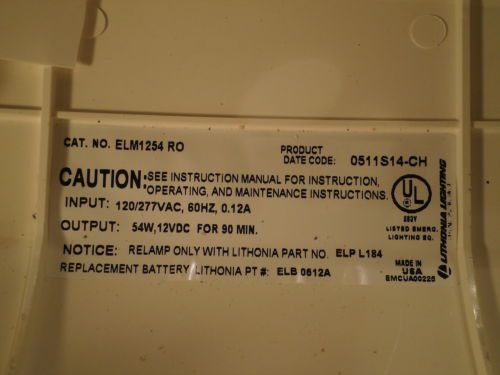 CAT. NO. ELM1254 RO
PRODUCT
DATE CODE: 0511S14-CH
CAUTION: •SEE INSTRUCTION MANUAL FOR INSTRUCTION,
•OPERATING, AND MAINTENANCE INSTRUCTIONS.
INPUT: 120/277VAC, 60HZ, 0.12A
OUTPUT: 54W,12VDC FOR 90 MIN.
NOTICE: RELAMP ONLY WITH LITHONIA PART NO. ELP L184
REPLACEMENT BATTERY, LITHONIA PT #: ELB 0612A
UL
LISTED EMERG.
LIGHTING EQ.
MADE IN
USA
EMCUA00225
LITHONIA LIGHTING